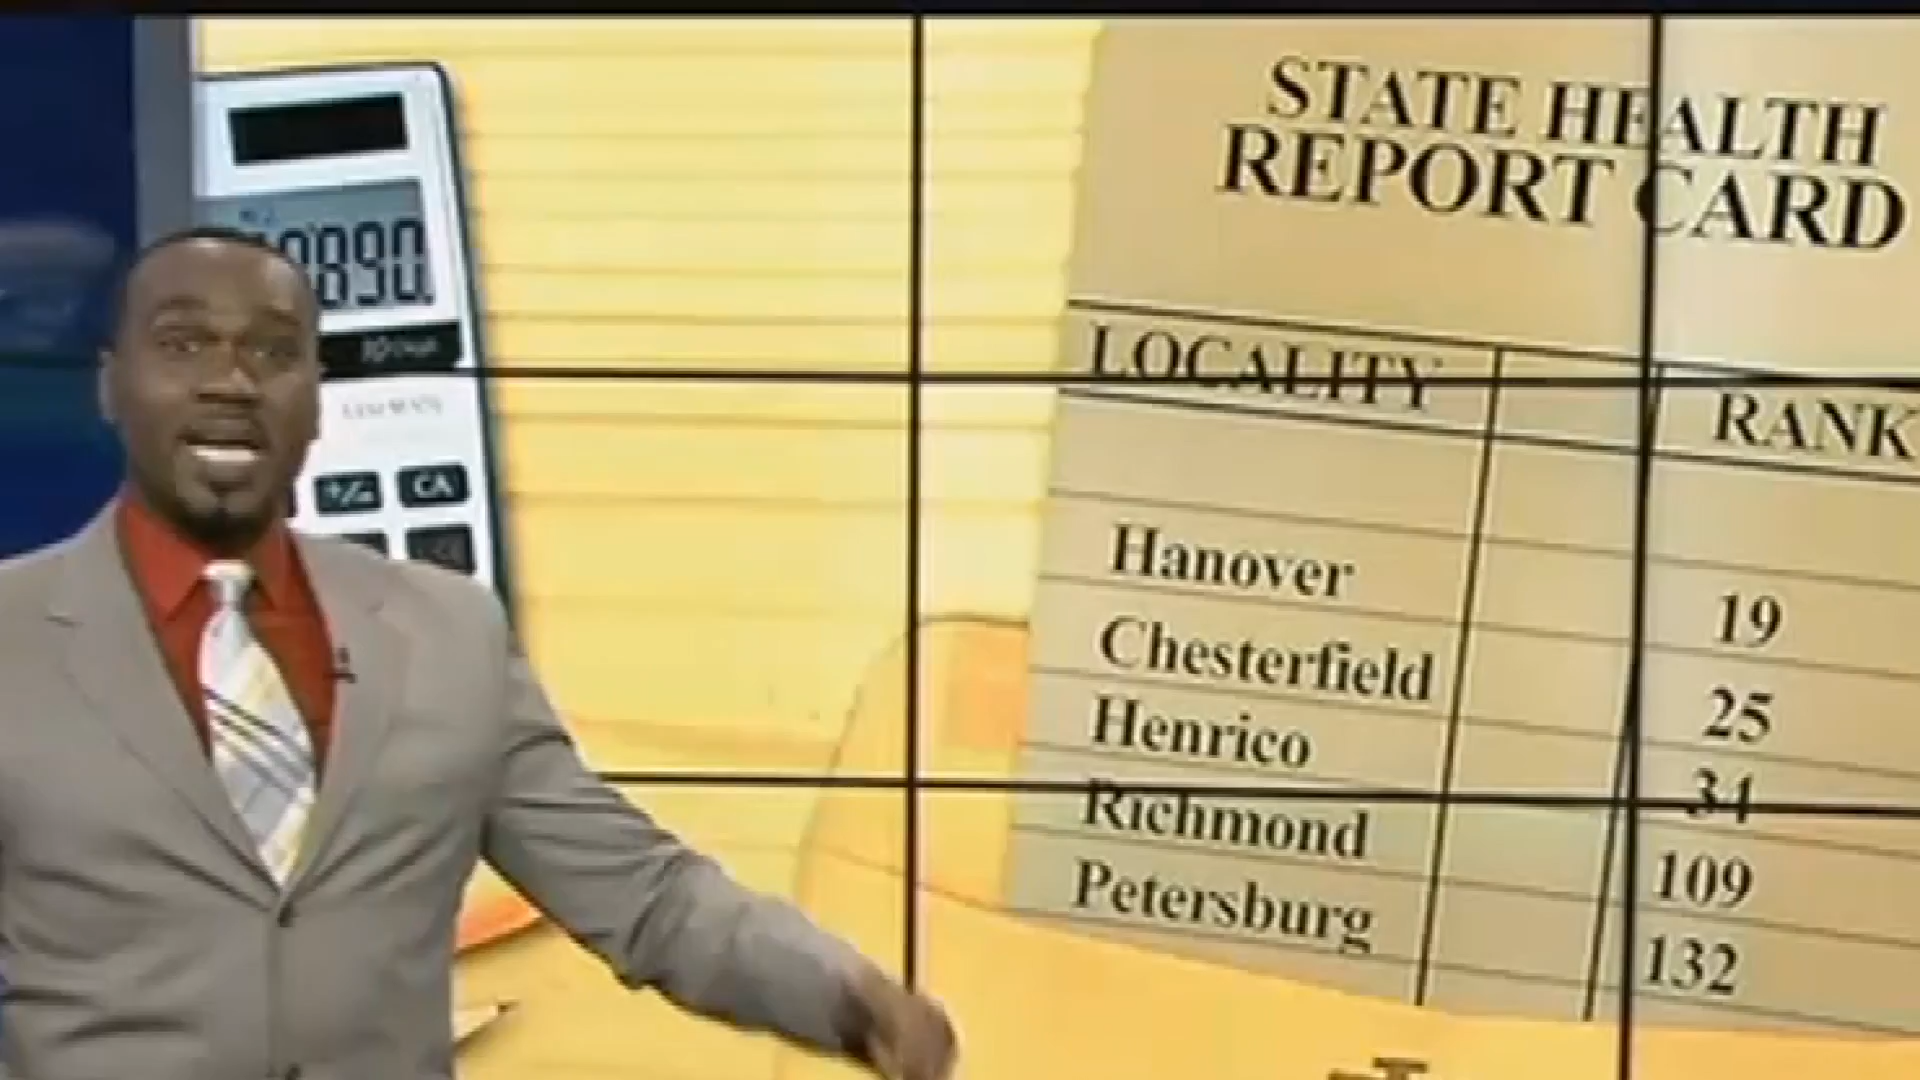 STATE HEALTH
REPORT CARD
LOCALITY RANK
Hanover 19
Chesterfield 25
Henrico 34
Richmond 109
Petersburg 132
CA